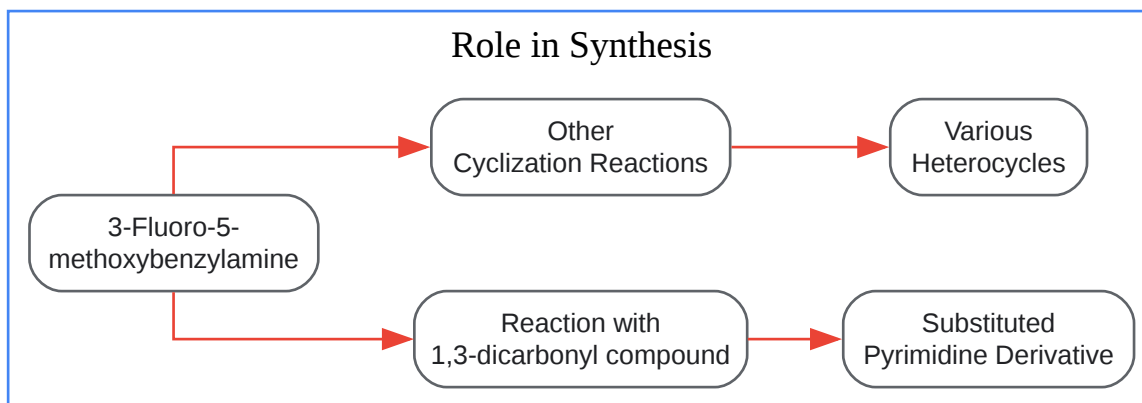 Role in Synthesis
Other
Cyclization Reactions
Various
Heterocycles
3-Fluoro-5-
methoxybenzylamine
Reaction with
1,3-dicarbonyl compound
Substituted
Pyrimidine Derivative